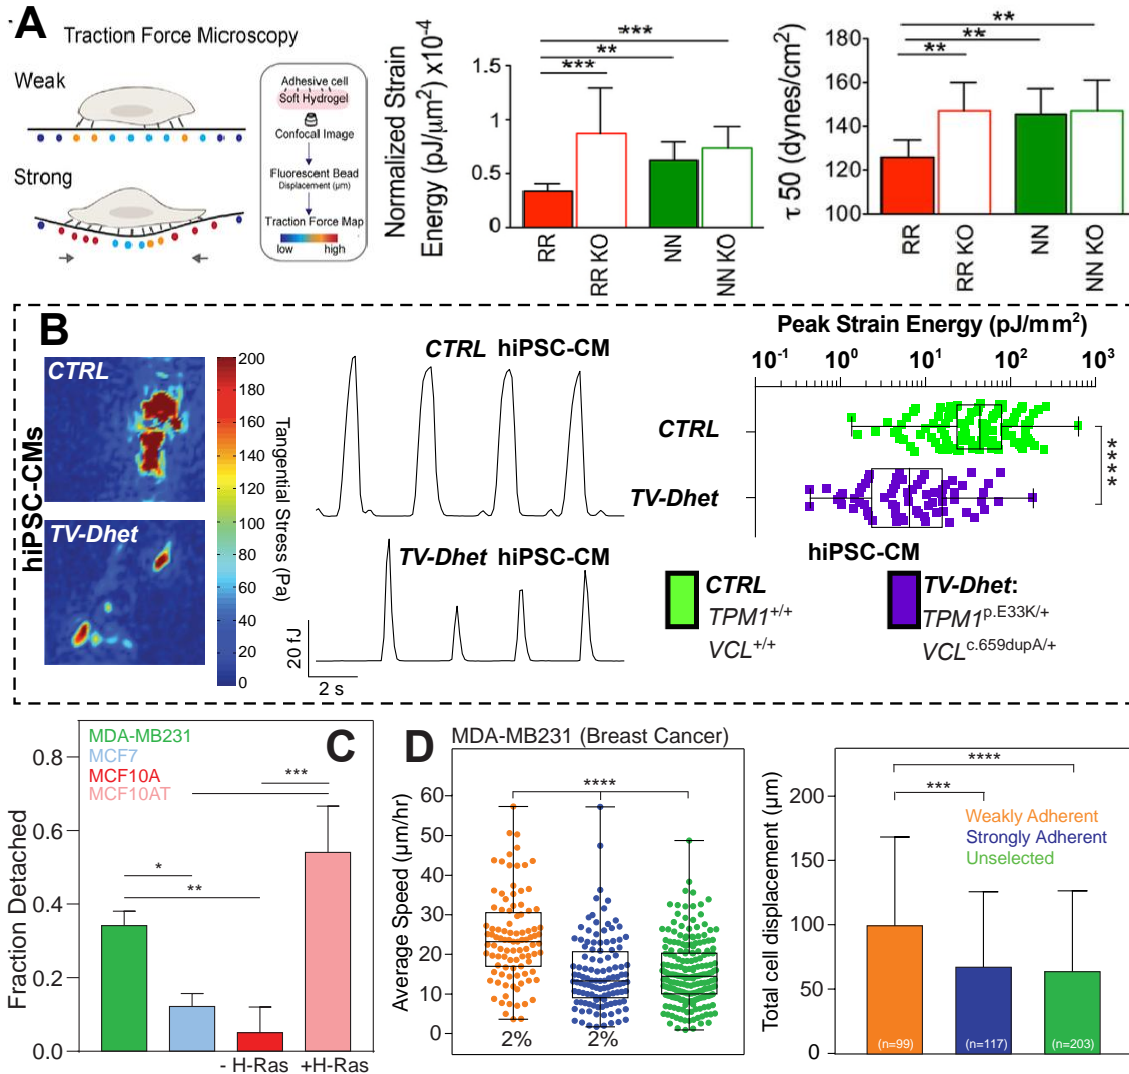 A
Traction Force Microscopy
Weak
Strong
Adhesive cell
Soft Hydrogel
Confocal Image
Fluorescent Bead
Displacement (µm)
Traction Force Map
low high
Normalized Strain
Energy (pJ/µm²) x10-4
1.5
1
0.5
0
***
**
***
RR
RR KO
NN
NN KO
τ 50 (dynes/cm²)
180
160
140
120
100
**
**
**
RR
RR KO
NN
NN KO
B
hiPSC-CMs
CTRL
TV-Dhet
200
180
160
140
120
100
80
60
40
20
0
Tangential Stress (Pa)
CTRL hiPSC-CM
TV-Dhet hiPSC-CM
20 fJ
2 s
Peak Strain Energy (pJ/mm²)
10⁻¹ 10⁰ 10¹ 10² 10³
CTRL
TV-Dhet
****
hiPSC-CM
CTRL
TPM1⁺/⁺
VCL⁺/⁺
TV-Dhet:
TPM1p.E33K/+
VCLc.659dupA/+
C
MDA-MB231
MCF7
MCF10A
MCF10AT
Fraction Detached
0.8
0.6
0.4
0.2
0.0
***
*
**
- H-Ras +H-Ras
D
MDA-MB231 (Breast Cancer)
Average Speed (µm/hr)
60
50
40
30
20
10
0
****
2% 2%
Total cell displacement (µm)
200
150
100
50
0
****
***
Weakly Adherent
Strongly Adherent
Unselected
(n=99) (n=117) (n=203)